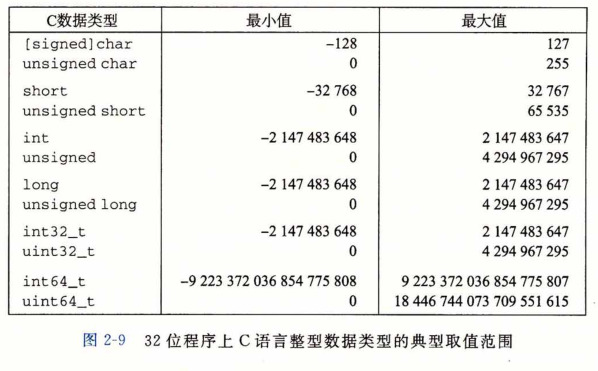 C数据类型 最小值 最大值
[signed]char -128 127
unsigned char 0 255
short -32 768 32 767
unsigned short 0 65 535
int -2 147 483 648 2 147 483 647
unsigned 0 4 294 967 295
long -2 147 483 648 2 147 483 647
unsigned long 0 4 294 967 295
int32_t -2 147 483 648 2 147 483 647
uint32_t 0 4 294 967 295
int64_t -9 223 372 036 854 775 808 9 223 372 036 854 775 807
uint64_t 0 18 446 744 073 709 551 615
图 2-9 32 位程序上 C 语言整型数据类型的典型取值范围